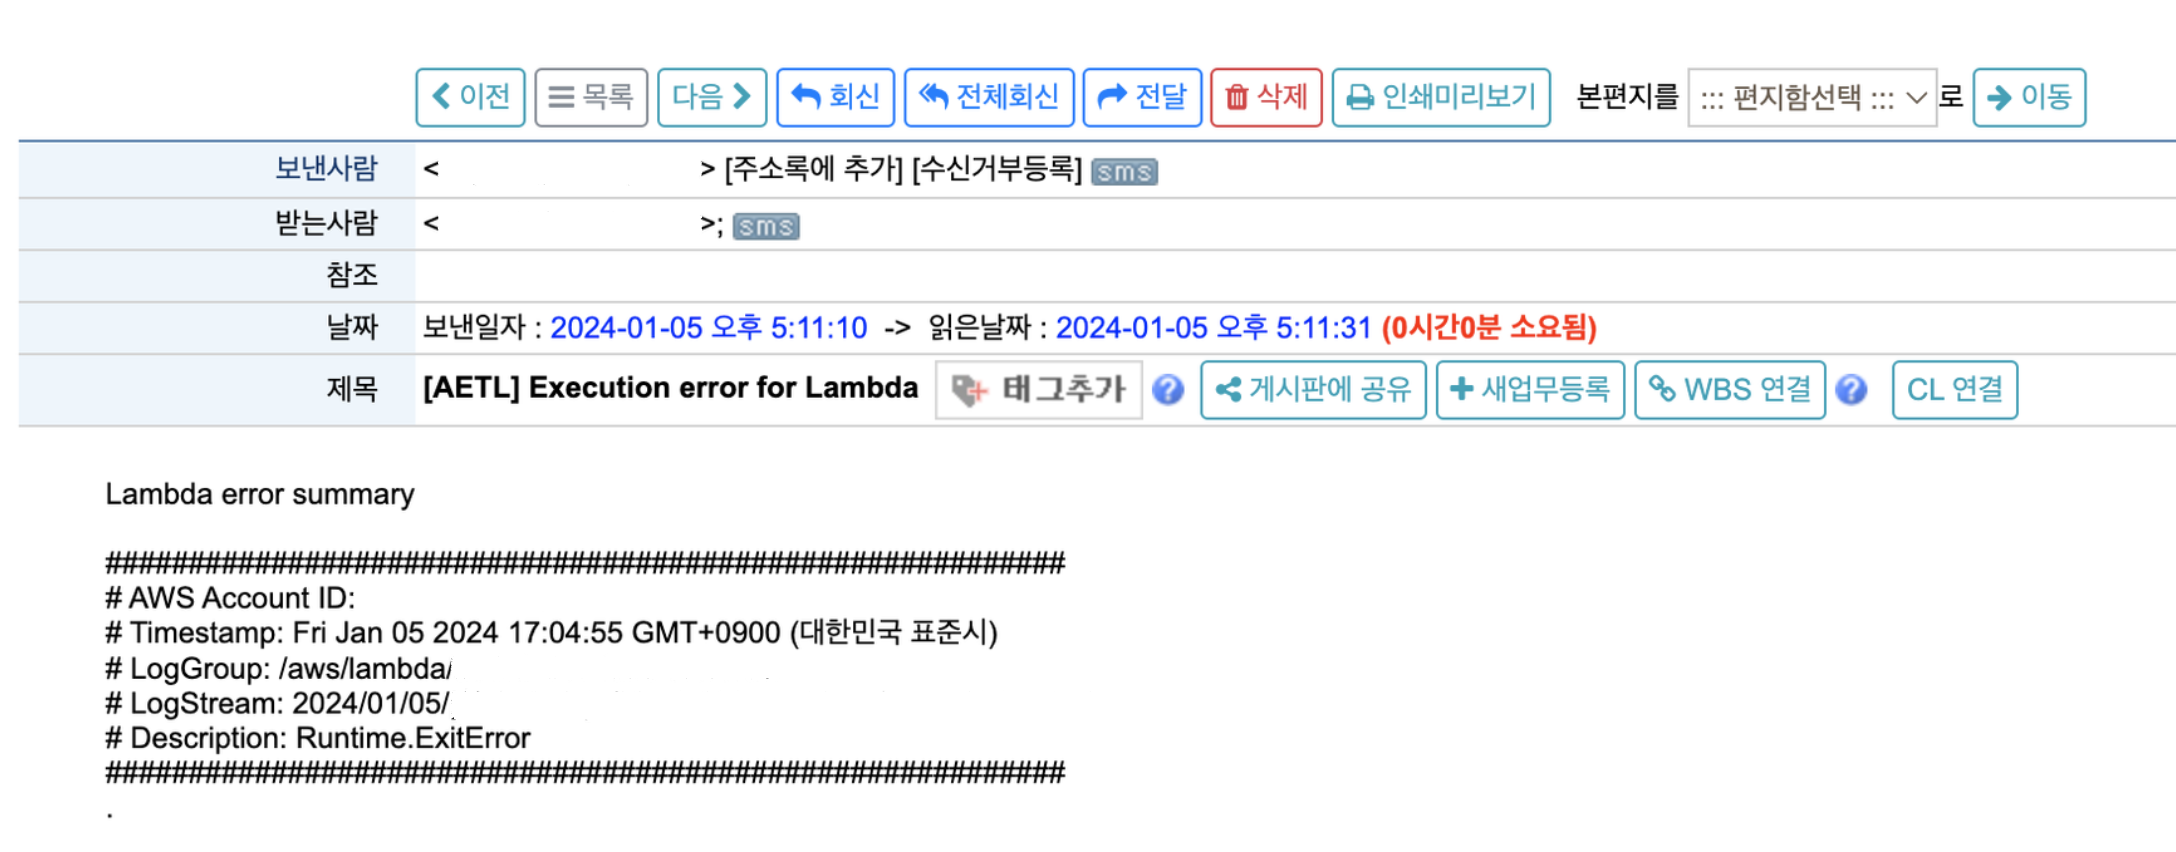 이전 목록 다음 회신 전체회신 전달 삭제 인쇄미리보기 본편지를 ::: 편지함선택 ::: 로 이동
보낸사람 < > [주소록에 추가] [수신거부등록] sms
받는사람 < >; sms
참조
날짜 보낸일자 : 2024-01-05 오후 5:11:10 -> 읽은날짜 : 2024-01-05 오후 5:11:31 (0시간0분 소요됨)
제목 [AETL] Execution error for Lambda 태그추가 ? 게시판에 공유 새업무등록 WBS 연결 ? CL 연결
Lambda error summary
##########################################################
# AWS Account ID:
# Timestamp: Fri Jan 05 2024 17:04:55 GMT+0900 (대한민국 표준시)
# LogGroup: /aws/lambda/
# LogStream: 2024/01/05/
# Description: Runtime.ExitError
##########################################################
.